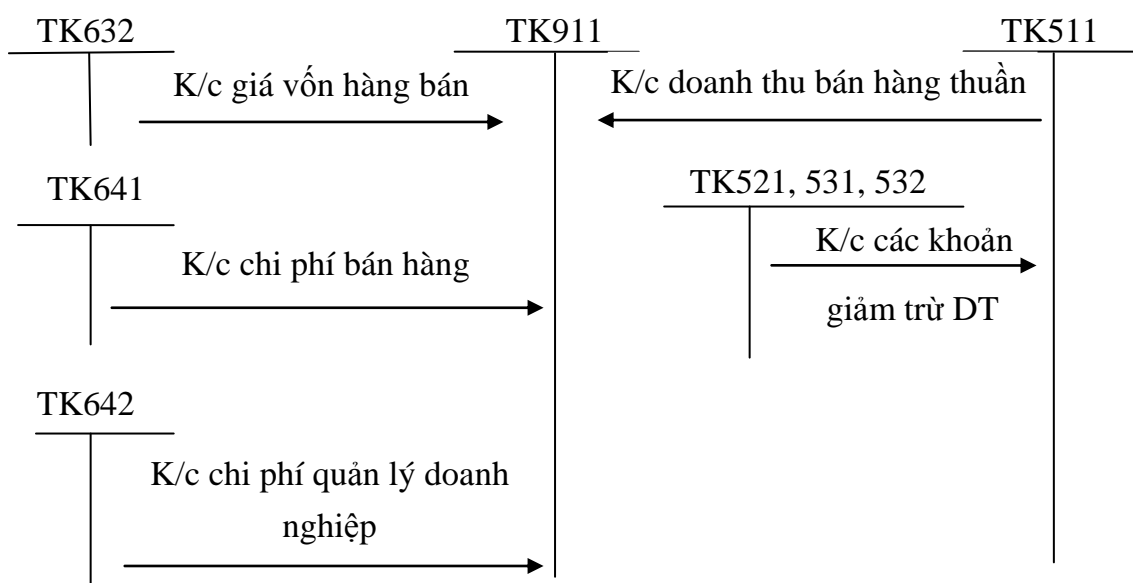 TK632
TK911
TK511
K/c giá vốn hàng bán
K/c doanh thu bán hàng thuần
TK641
TK521, 531, 532
K/c chi phí bán hàng
K/c các khoản
giảm trừ DT
TK642
K/c chi phí quản lý doanh
nghiệp